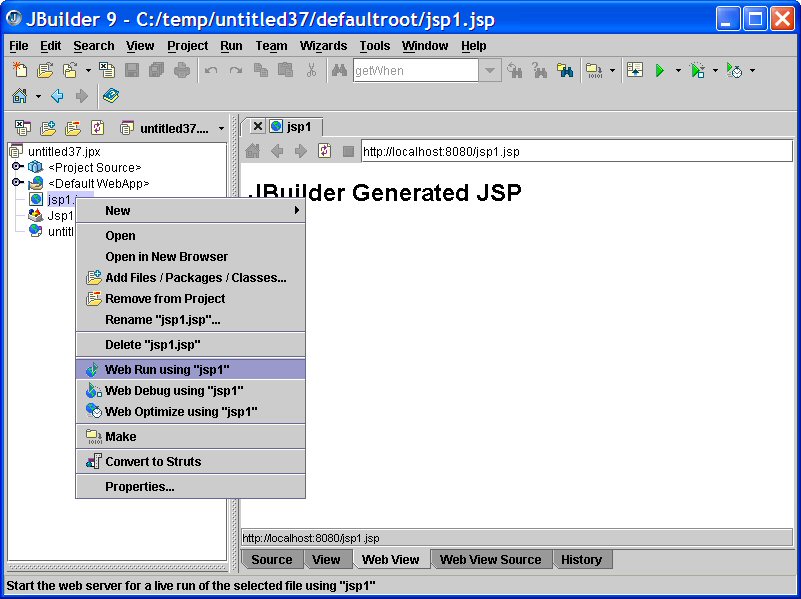 JBuilder 9 - C:/temp/untitled37/defaultroot/jsp1.jsp
File Edit Search View Project Run Team Wizards Tools Window Help
getWhen
untitled37....
jsp1
untitled37.jpx
http://localhost:8080/jsp1.jsp
<Project Source>
<Default WebApp>
jsp1.
Jsp1
untitl
JBuilder Generated JSP
New
Open
Open in New Browser
Add Files / Packages / Classes...
Remove from Project
Rename "jsp1.jsp"...
Delete "jsp1.jsp"
Web Run using "jsp1"
Web Debug using "jsp1"
Web Optimize using "jsp1"
Make
Convert to Struts
Properties...
http://localhost:8080/jsp1.jsp
Source View Web View Web View Source History
Start the web server for a live run of the selected file using "jsp1"